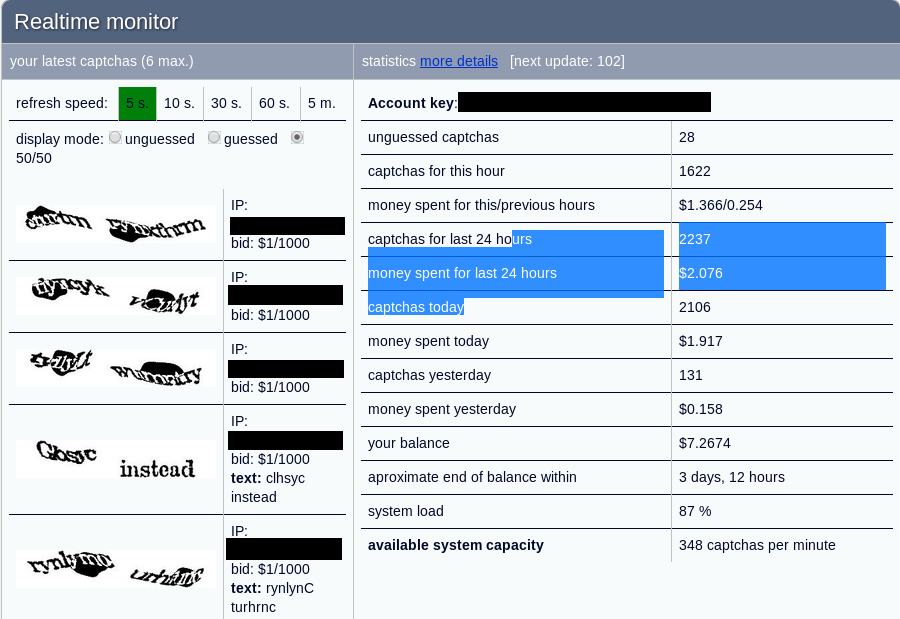 Realtime monitor
your latest captchas (6 max.)
refresh speed: 5 s. 10 s. 30 s. 60 s. 5 m.
display mode: unguessed guessed
50/50
IP:
bid: $1/1000
IP:
bid: $1/1000
IP:
bid: $1/1000
Gbsyc instead
IP:
bid: $1/1000
text: clhsyc
instead
IP:
bid: $1/1000
text: rynlynC
turhrnc
statistics more details [next update: 102]
Account key:
unguessed captchas 28
captchas for this hour 1622
money spent for this/previous hours $1.366/0.254
captchas for last 24 hours 2237
money spent for last 24 hours $2.076
captchas today 2106
money spent today $1.917
captchas yesterday 131
money spent yesterday $0.158
your balance $7.2674
aproximate end of balance within 3 days, 12 hours
system load 87 %
available system capacity 348 captchas per minute